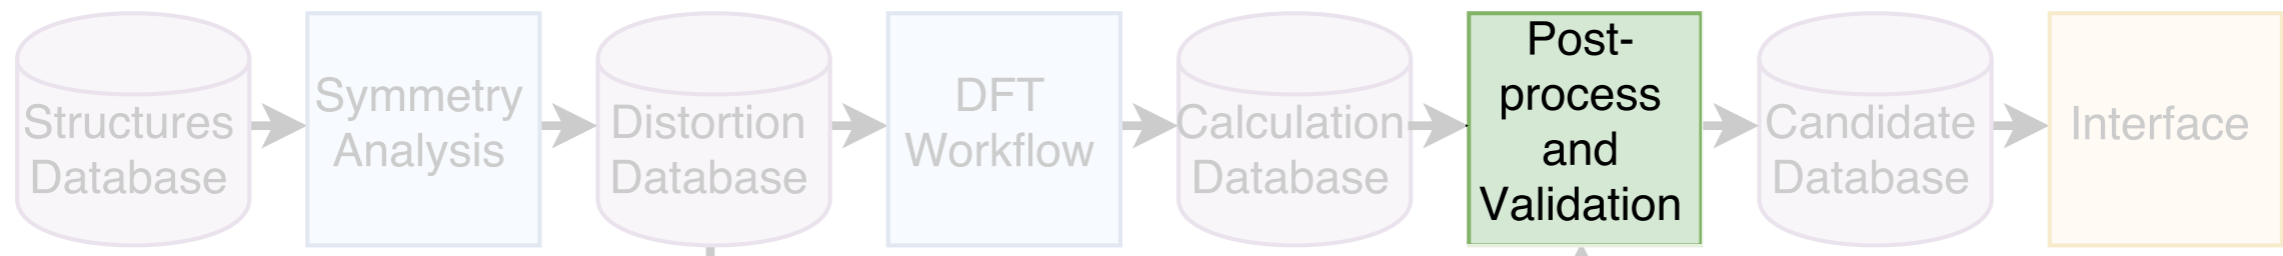 Structures
Database
Symmetry
Analysis
Distortion
Database
DFT
Workflow
Calculation
Database
Post-
process
and
Validation
Candidate
Database
Interface